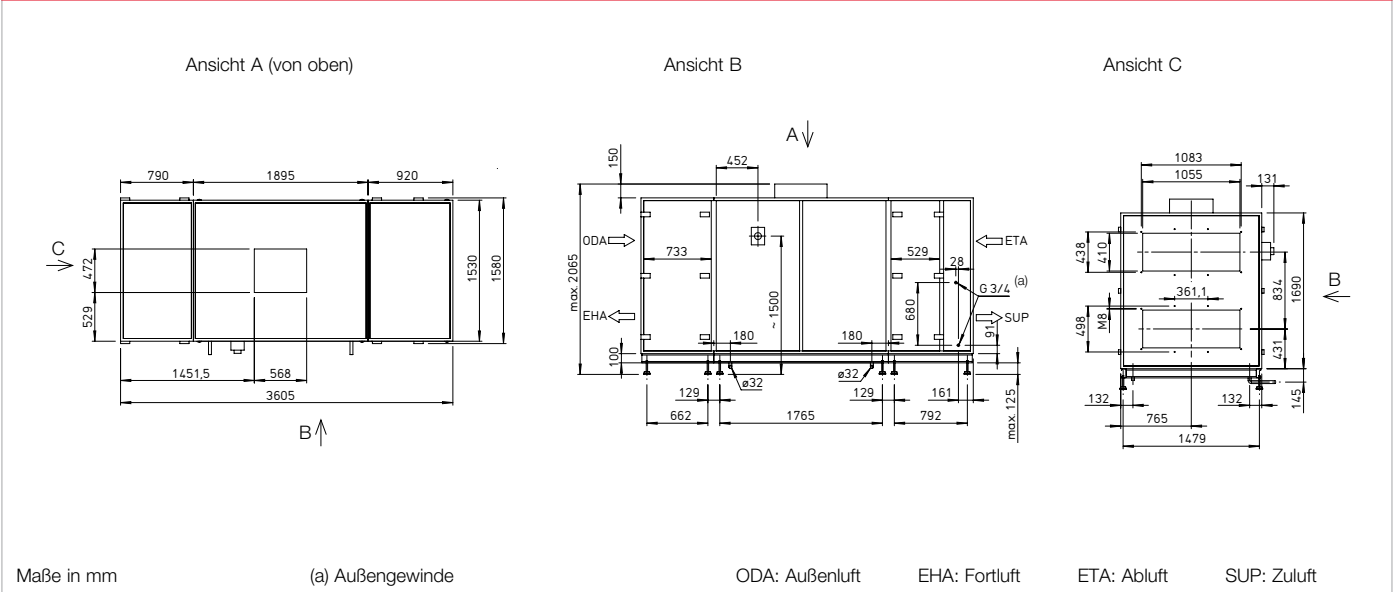 Ansicht A (von oben)
Ansicht B
Ansicht C
790
1895
920
C
472
529
1530
1580
1451,5
568
3605
B
A
150
452
max. 2065
ODA
733
EHA
100
~ 1500
180
180
ø32
ø32
529
28
ETA
(a)
G 3/4
680
SUP
91
129
129
161
662
1765
792
max.125
1083
1055
131
438
410
361,1
498
M8
834
1690
431
B
132
132
765
1479
145
Maße in mm
(a) Außengewinde
ODA: Außenluft
EHA: Fortluft
ETA: Abluft
SUP: Zuluft